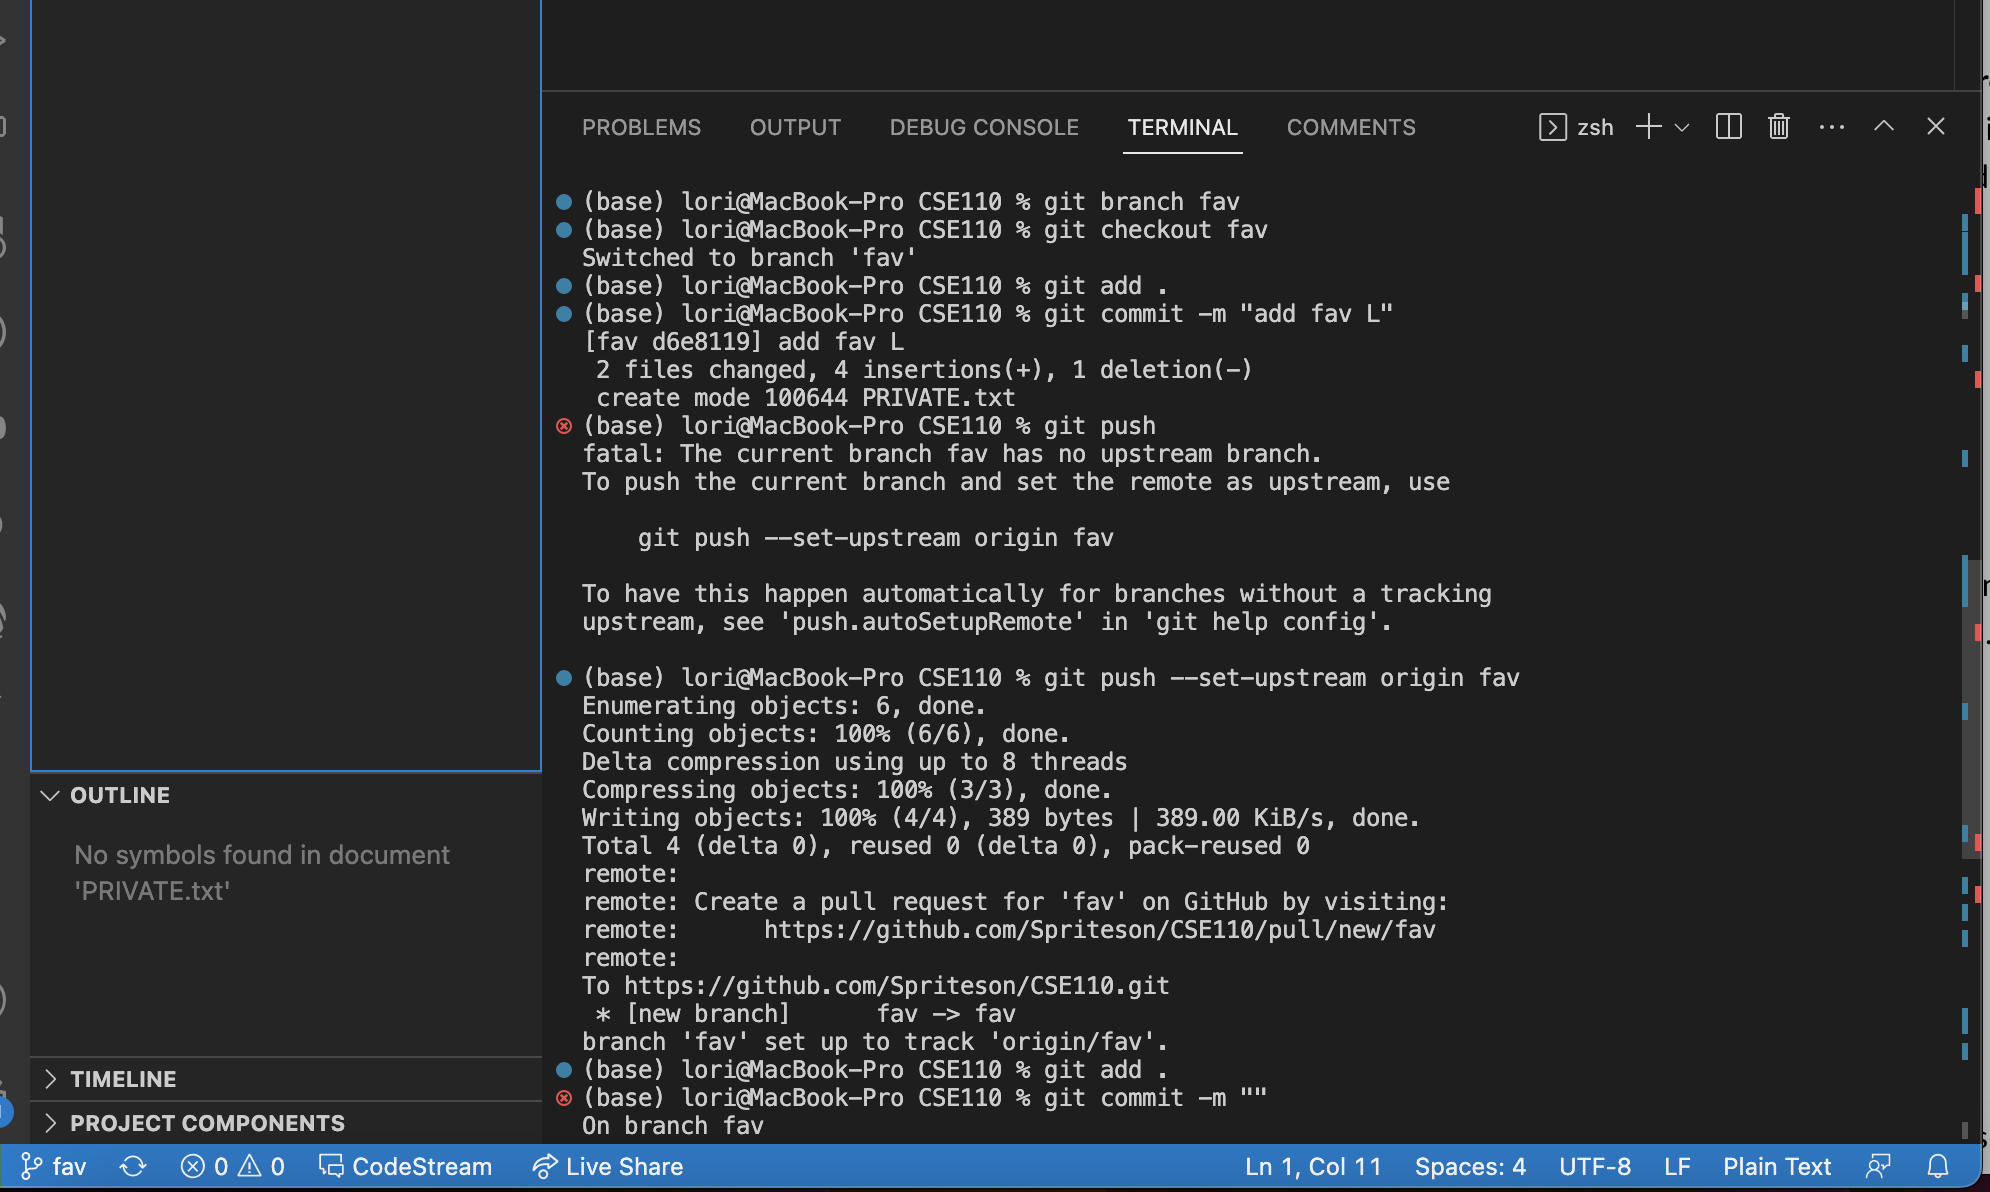 PROBLEMS OUTPUT DEBUG CONSOLE TERMINAL COMMENTS zsh
(base) lori@MacBook-Pro CSE110 % git branch fav
(base) lori@MacBook-Pro CSE110 % git checkout fav
Switched to branch 'fav'
(base) lori@MacBook-Pro CSE110 % git add .
(base) lori@MacBook-Pro CSE110 % git commit -m "add fav L"
[fav d6e8119] add fav L
2 files changed, 4 insertions(+), 1 deletion(-)
create mode 100644 PRIVATE.txt
(base) lori@MacBook-Pro CSE110 % git push
fatal: The current branch fav has no upstream branch.
To push the current branch and set the remote as upstream, use
git push --set-upstream origin fav
To have this happen automatically for branches without a tracking
upstream, see 'push.autoSetupRemote' in 'git help config'.
(base) lori@MacBook-Pro CSE110 % git push --set-upstream origin fav
Enumerating objects: 6, done.
Counting objects: 100% (6/6), done.
Delta compression using up to 8 threads
Compressing objects: 100% (3/3), done.
Writing objects: 100% (4/4), 389 bytes | 389.00 KiB/s, done.
Total 4 (delta 0), reused 0 (delta 0), pack-reused 0
remote:
remote: Create a pull request for 'fav' on GitHub by visiting:
remote:      https://github.com/Spriteson/CSE110/pull/new/fav
remote:
To https://github.com/Spriteson/CSE110.git
* [new branch]      fav -> fav
branch 'fav' set up to track 'origin/fav'.
(base) lori@MacBook-Pro CSE110 % git add .
(base) lori@MacBook-Pro CSE110 % git commit -m ""
On branch fav
OUTLINE
No symbols found in document
'PRIVATE.txt'
TIMELINE
PROJECT COMPONENTS
fav 0 0 CodeStream Live Share Ln 1, Col 11 Spaces: 4 UTF-8 LF Plain Text